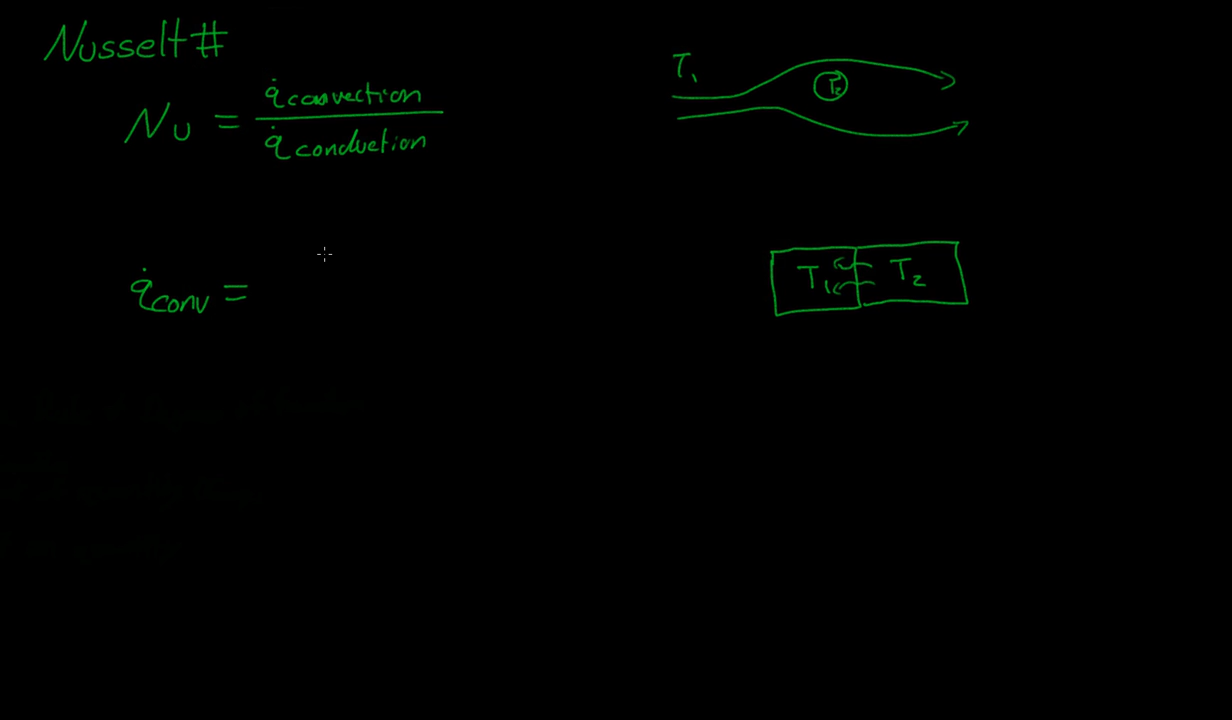 Nusselt #
Nu = q̇convection / q̇conduction
T₁
T₂
q̇conv =
T₁ T₂